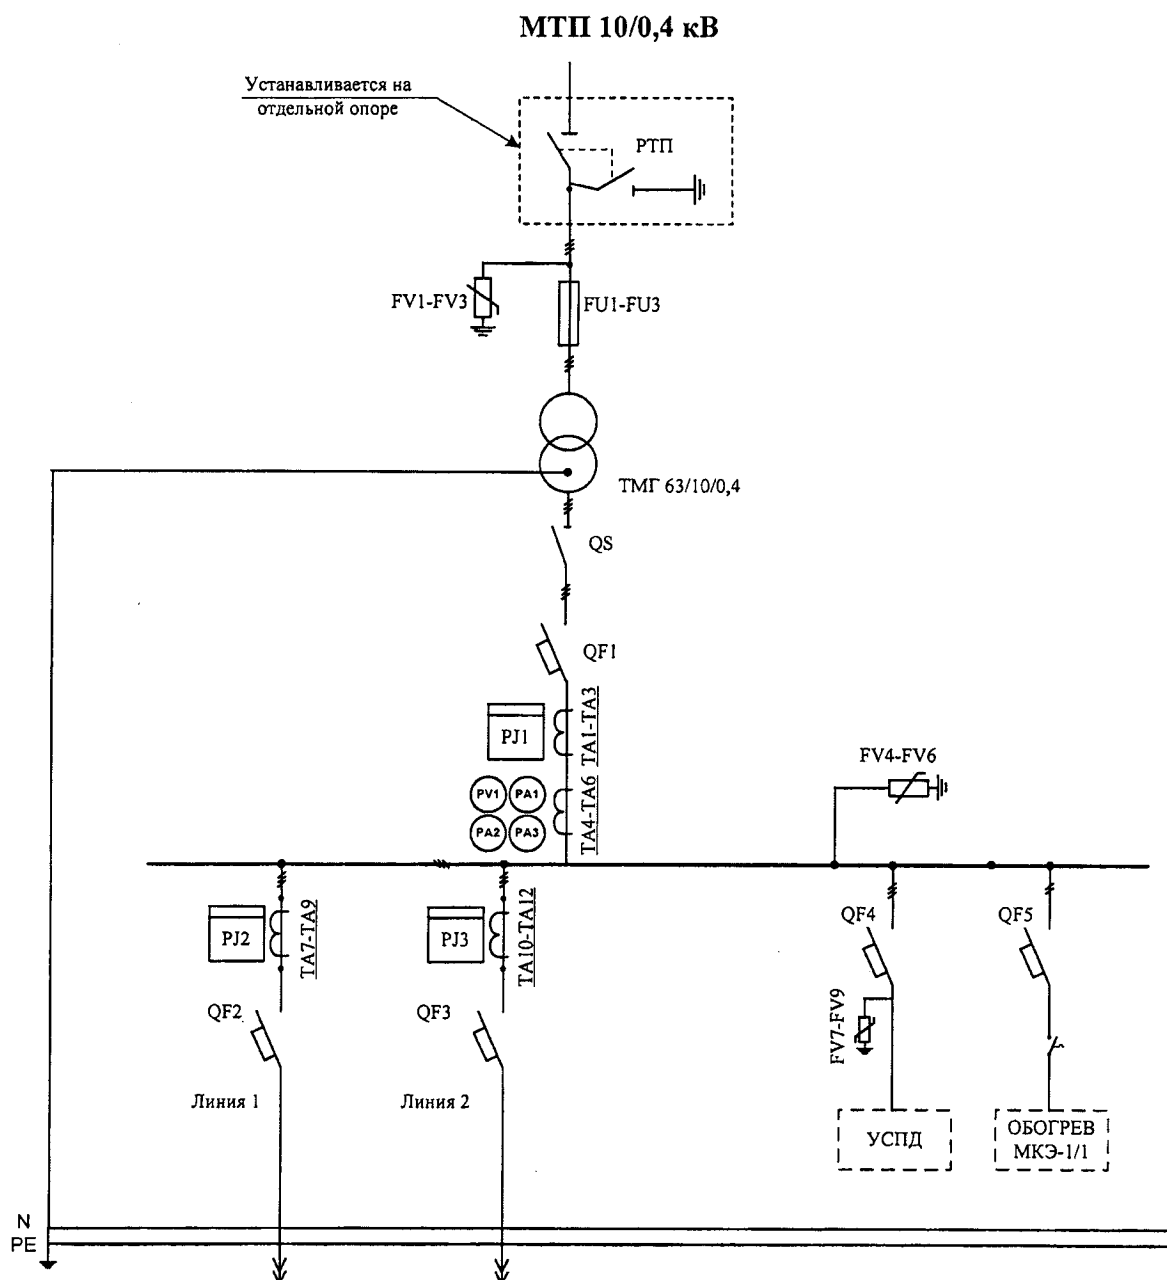 МТП 10/0,4 кВ
Устанавливается на
отдельной опоре
РТП
FV1-FV3
FU1-FU3
ТМГ 63/10/0,4
QS
QF1
PJ1
TA1-TA3
FV4-FV6
PV1
PA1
TA4-TA6
PA2
PA3
PJ2
TA7-TA9
PJ3
TA10-TA12
QF4
QF5
QF2
QF3
FV7-FV9
Линия 1
Линия 2
УСПД
ОБОГРЕВ
МКЭ-1/1
N
PE